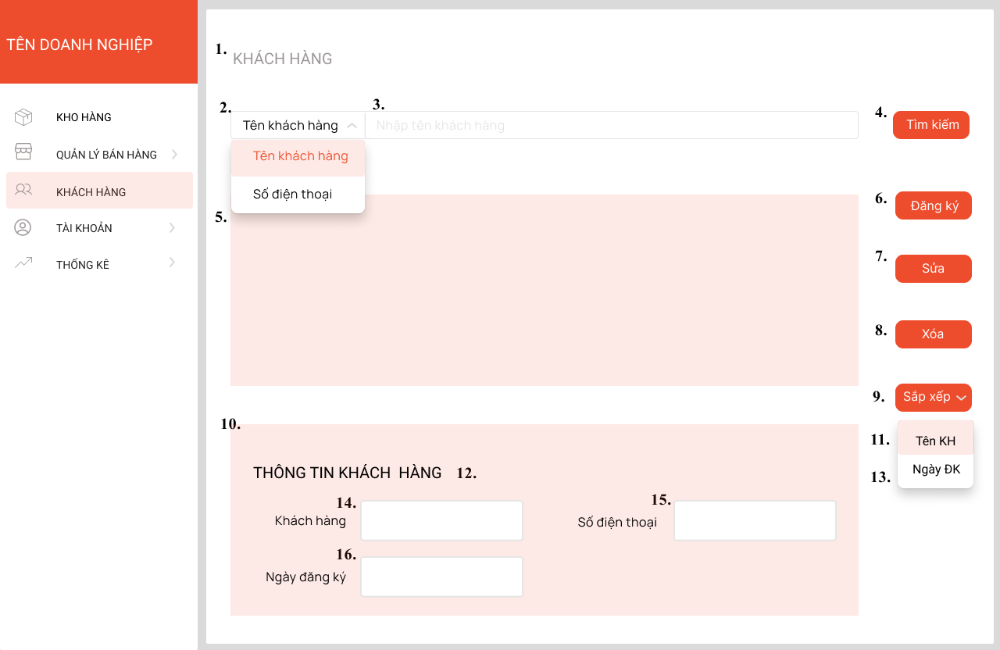 TÊN DOANH NGHIỆP
KHO HÀNG
QUẢN LÝ BÁN HÀNG
KHÁCH HÀNG
TÀI KHOẢN
THỐNG KÊ
1. KHÁCH HÀNG
2. Tên khách hàng
3. Nhập tên khách hàng
4. Tìm kiếm
Tên khách hàng
Số điện thoại
5.
6. Đăng ký
7. Sửa
8. Xóa
9. Sắp xếp
11. Tên KH
13. Ngày ĐK
10.
THÔNG TIN KHÁCH HÀNG 12.
14. Khách hàng
15. Số điện thoại
16. Ngày đăng ký